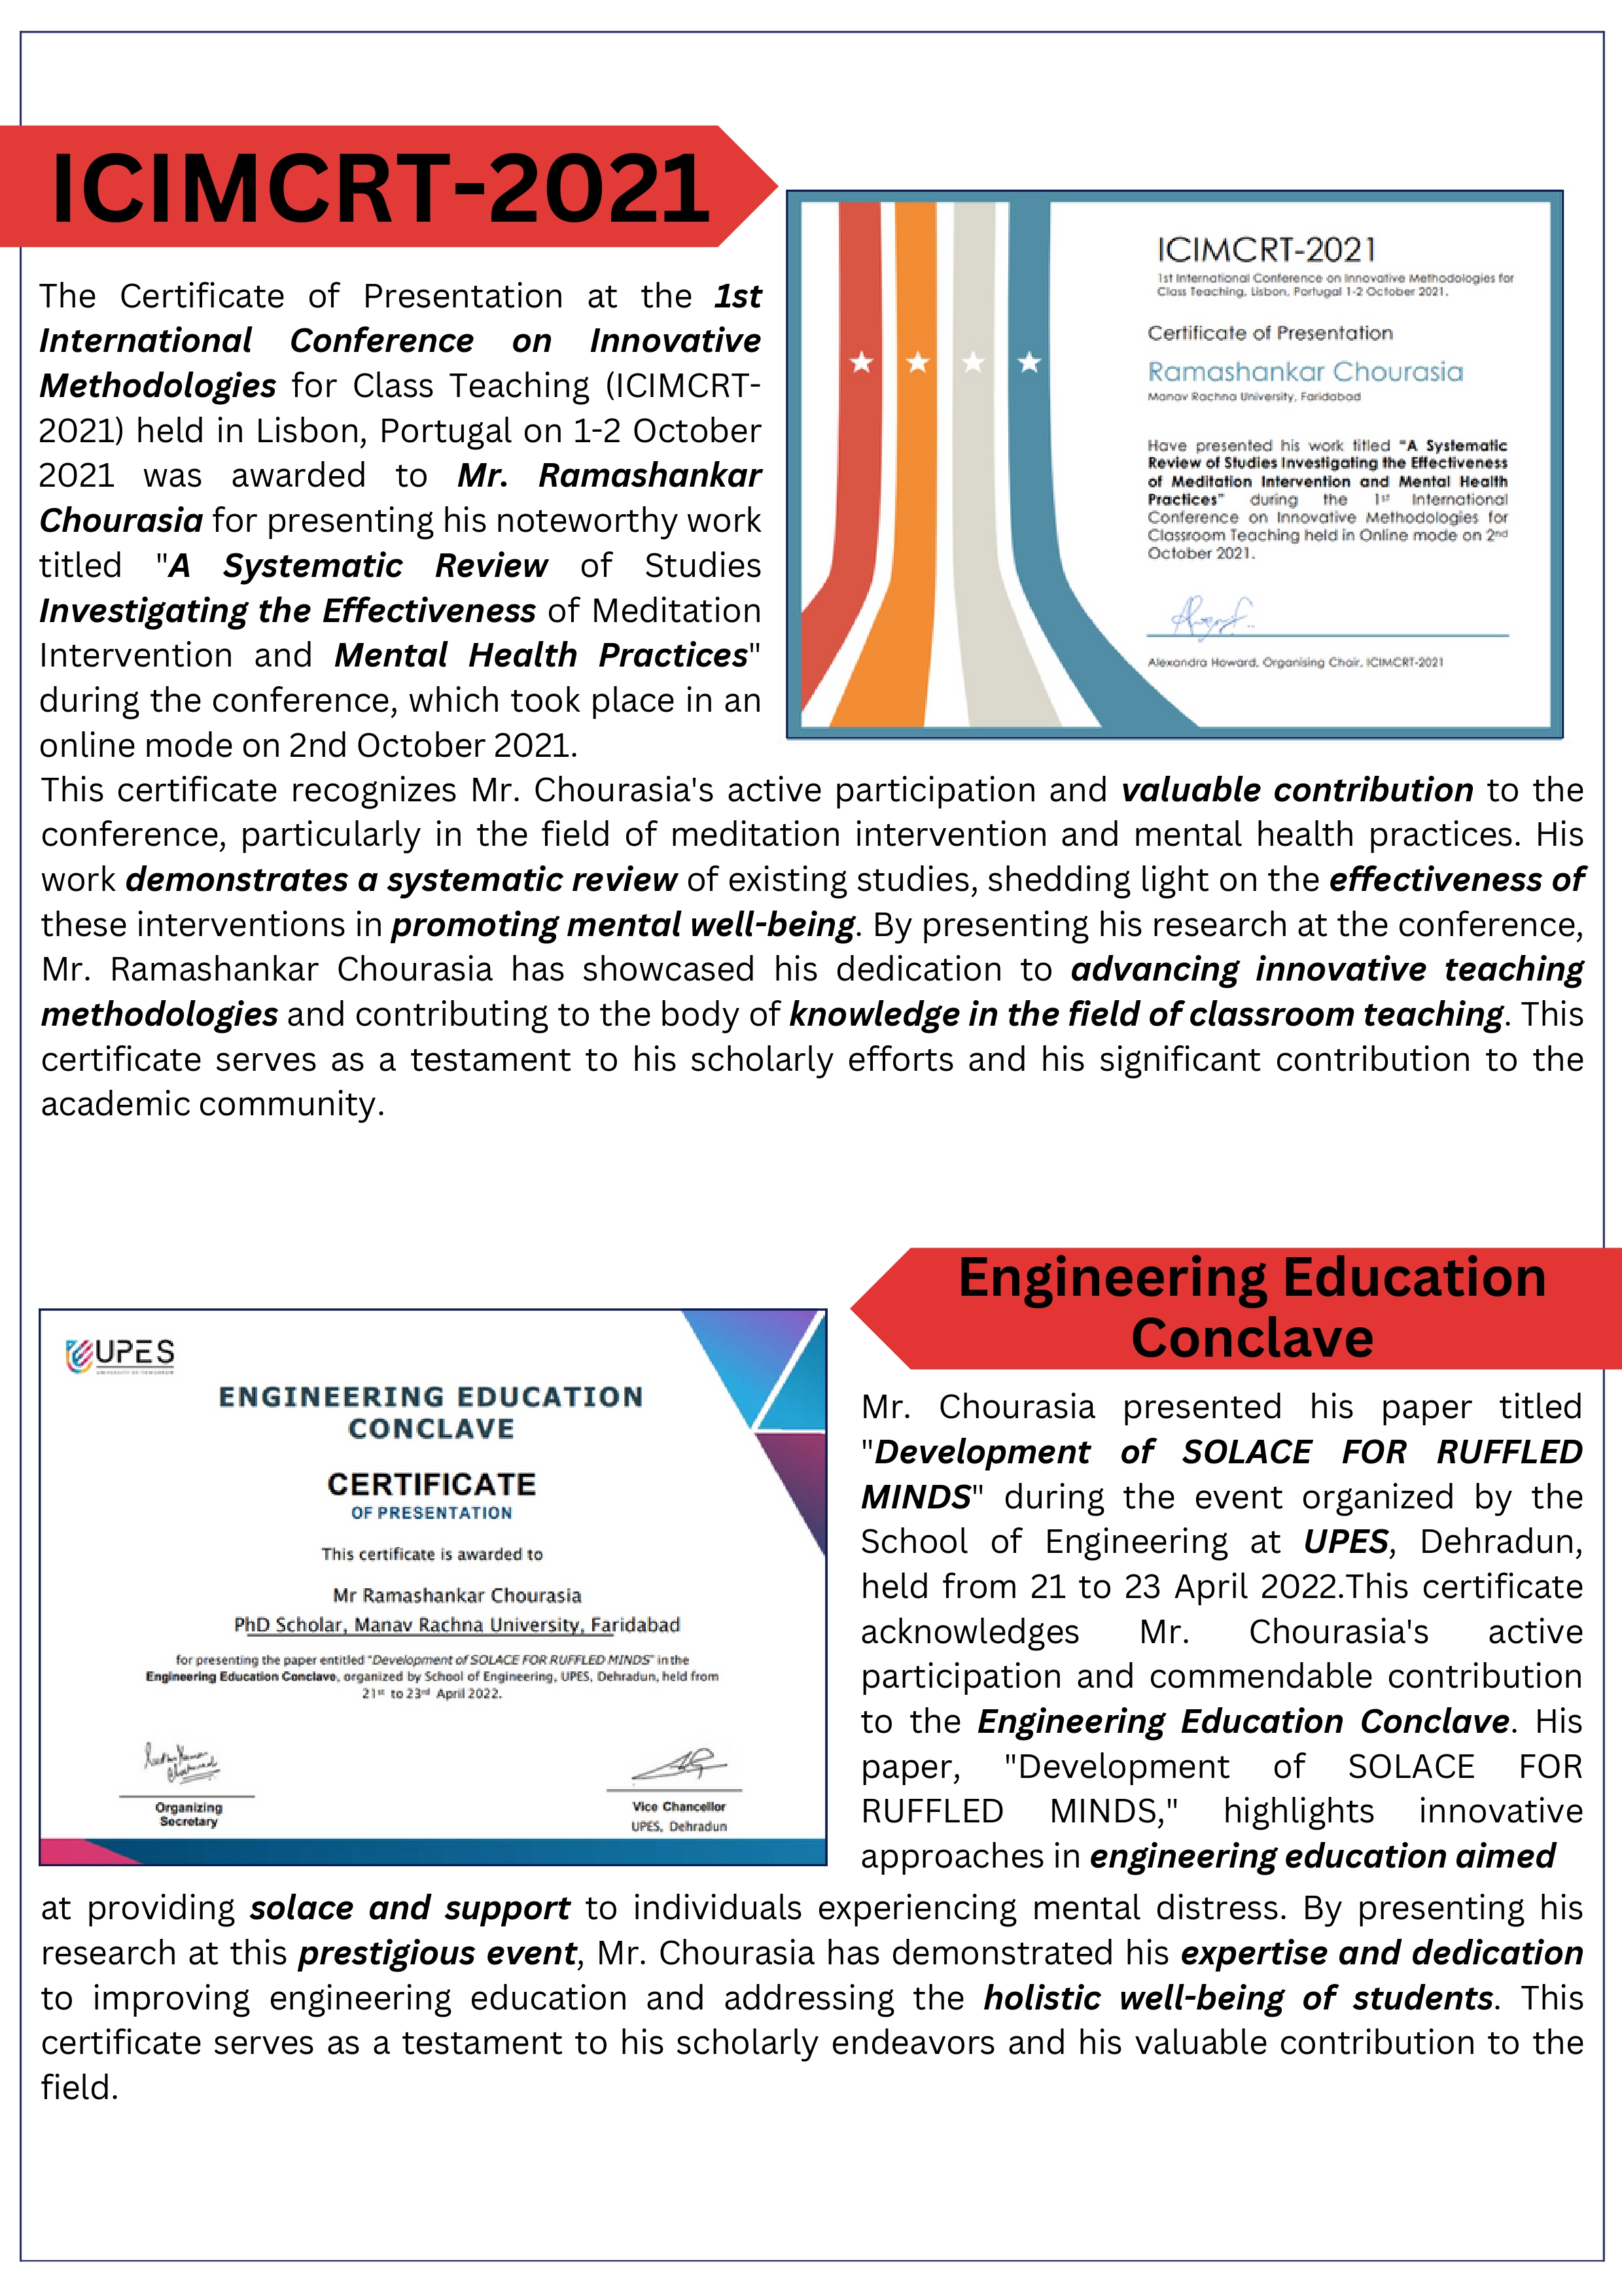 ICIMCRT-2021
The Certificate of Presentation at the 1st
International Conference on Innovative
Methodologies for Class Teaching (ICIMCRT-
2021) held in Lisbon, Portugal on 1-2 October
2021 was awarded to Mr. Ramashankar
Chourasia for presenting his noteworthy work
titled "A Systematic Review of Studies
Investigating the Effectiveness of Meditation
Intervention and Mental Health Practices"
during the conference, which took place in an
online mode on 2nd October 2021.
ICIMCRT-2021
1st International Conference on Innovative Methodologies for
Class Teaching, Lisbon, Portugal 1-2 October 2021.
Certificate of Presentation
Ramashankar Chourasia
Manav Rachna University, Faridabad
Have presented his work titled "A Systematic
Review of Studies Investigating the Effectiveness
of Meditation Intervention and Mental Health
Practices" during the 1st International
Conference on Innovative Methodologies for
Classroom Teaching held in Online mode on 2nd
October 2021.
Alexandra Howard, Organising Chair, ICIMCRT-2021
This certificate recognizes Mr. Chourasia's active participation and valuable contribution to the
conference, particularly in the field of meditation intervention and mental health practices. His
work demonstrates a systematic review of existing studies, shedding light on the effectiveness of
these interventions in promoting mental well-being. By presenting his research at the conference,
Mr. Ramashankar Chourasia has showcased his dedication to advancing innovative teaching
methodologies and contributing to the body of knowledge in the field of classroom teaching. This
certificate serves as a testament to his scholarly efforts and his significant contribution to the
academic community.
Engineering Education
Conclave
UPES
UNIVERSITY OF TOMORROW
ENGINEERING EDUCATION
CONCLAVE
CERTIFICATE
OF PRESENTATION
This certificate is awarded to
Mr Ramashankar Chourasia
PhD Scholar, Manav Rachna University, Faridabad
for presenting the paper entitled "Development of SOLACE FOR RUFFLED MINDS" in the
Engineering Education Conclave, organized by School of Engineering, UPES, Dehradun, held from
21st to 23rd April 2022.
Organizing
Secretary
Vice Chancellor
UPES, Dehradun
Mr. Chourasia presented his paper titled
"Development of SOLACE FOR RUFFLED
MINDS" during the event organized by the
School of Engineering at UPES, Dehradun,
held from 21 to 23 April 2022.This certificate
acknowledges Mr. Chourasia's active
participation and commendable contribution
to the Engineering Education Conclave. His
paper, "Development of SOLACE FOR
RUFFLED MINDS," highlights innovative
approaches in engineering education aimed
at providing solace and support to individuals experiencing mental distress. By presenting his
research at this prestigious event, Mr. Chourasia has demonstrated his expertise and dedication
to improving engineering education and addressing the holistic well-being of students. This
certificate serves as a testament to his scholarly endeavors and his valuable contribution to the
field.